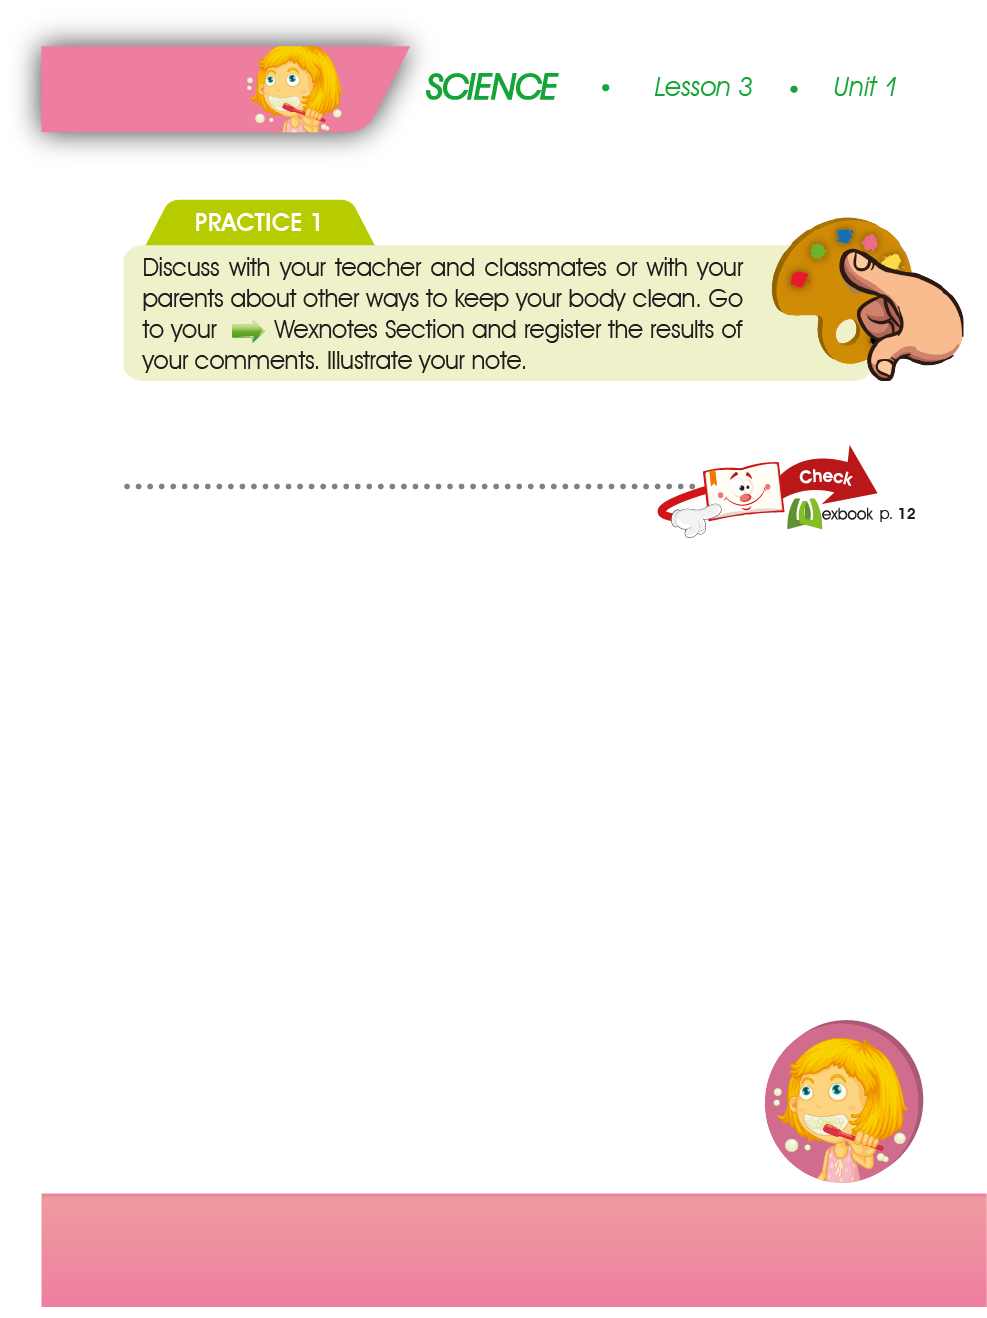 SCIENCE • Lesson 3 • Unit 1
PRACTICE 1
Discuss with your teacher and classmates or with your
parents about other ways to keep your body clean. Go
to your Wexnotes Section and register the results of
your comments. Illustrate your note.
Check
Wexbook p. 12